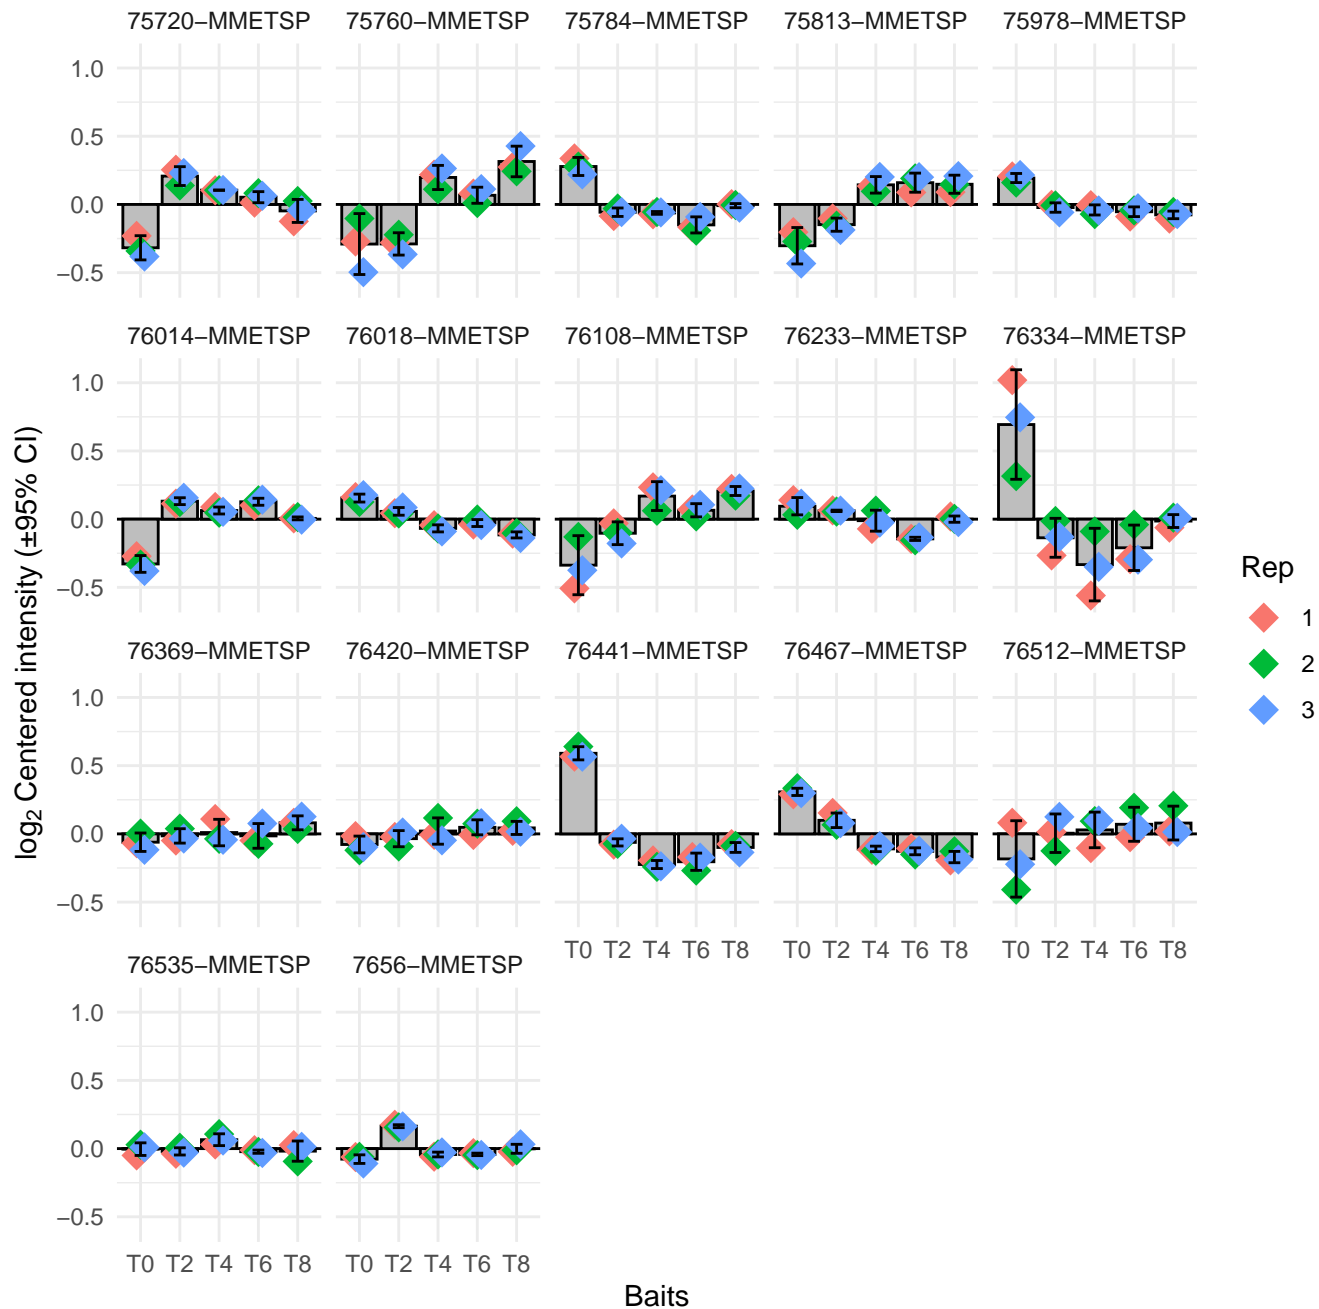 75720−MMETSP 75760−MMETSP 75784−MMETSP 75813−MMETSP 75978−MMETSP
1.0
0.5
0.0
−0.5
76014−MMETSP 76018−MMETSP 76108−MMETSP 76233−MMETSP 76334−MMETSP
1.0
0.5
0.0
−0.5
76369−MMETSP 76420−MMETSP 76441−MMETSP 76467−MMETSP 76512−MMETSP
1.0
0.5
0.0
−0.5
T0 T2 T4 T6 T8 T0 T2 T4 T6 T8 T0 T2 T4 T6 T8
76535−MMETSP 7656−MMETSP
1.0
0.5
0.0
−0.5
T0 T2 T4 T6 T8 T0 T2 T4 T6 T8
Baits
log2 Centered intensity (±95% CI)
Rep
1
2
3